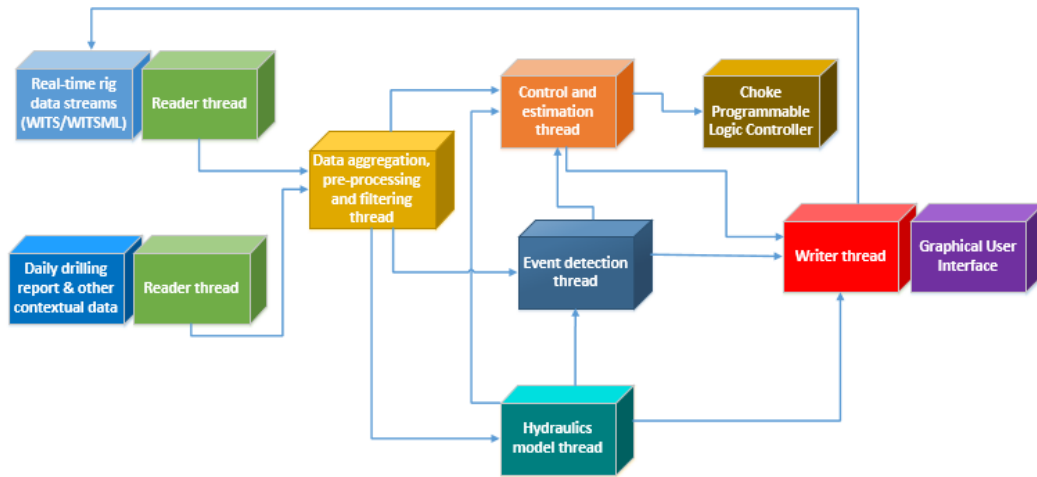 Real-time rig
data streams
(WITS/WITSML)
Reader thread
Control and
estimation
thread
Choke
Programmable
Logic Controller
Data aggregation,
pre-processing
and filtering
thread
Daily drilling
report & other
contextual data
Reader thread
Event detection
thread
Writer thread
Graphical User
Interface
Hydraulics
model thread